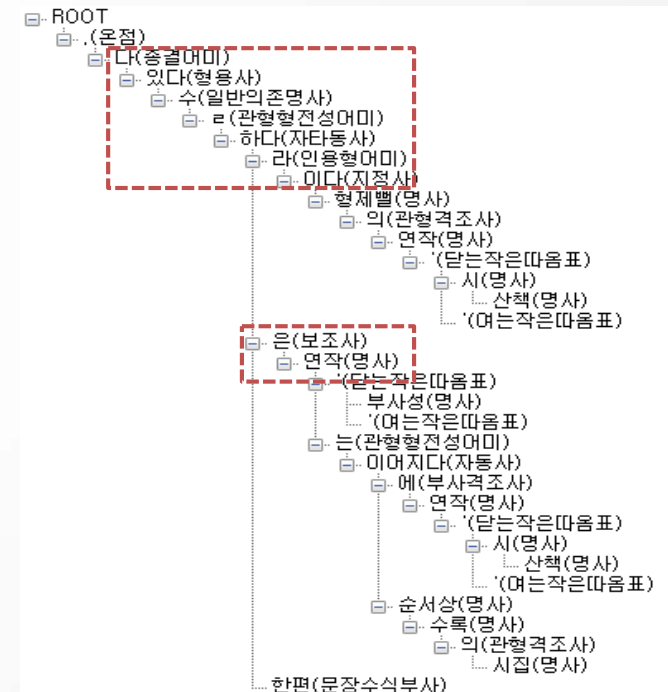 ROOT
.(온점)
다(종결어미)
있다(형용사)
수(일반의존명사)
ㄹ(관형형전성어미)
하다(자타동사)
라(인용형어미)
이다(지정사)
형제뻘(명사)
의(관형격조사)
연작(명사)
'(닫는작은따옴표)
시(명사)
산책(명사)
'(여는작은따옴표)
은(보조사)
연작(명사)
'(닫는작은따옴표)
부사성(명사)
'(여는작은따옴표)
는(관형형전성어미)
이어지다(자동사)
에(부사격조사)
연작(명사)
'(닫는작은따옴표)
시(명사)
산책(명사)
'(여는작은따옴표)
순서상(명사)
수록(명사)
의(관형격조사)
시집(명사)
한편(문장수식부사)